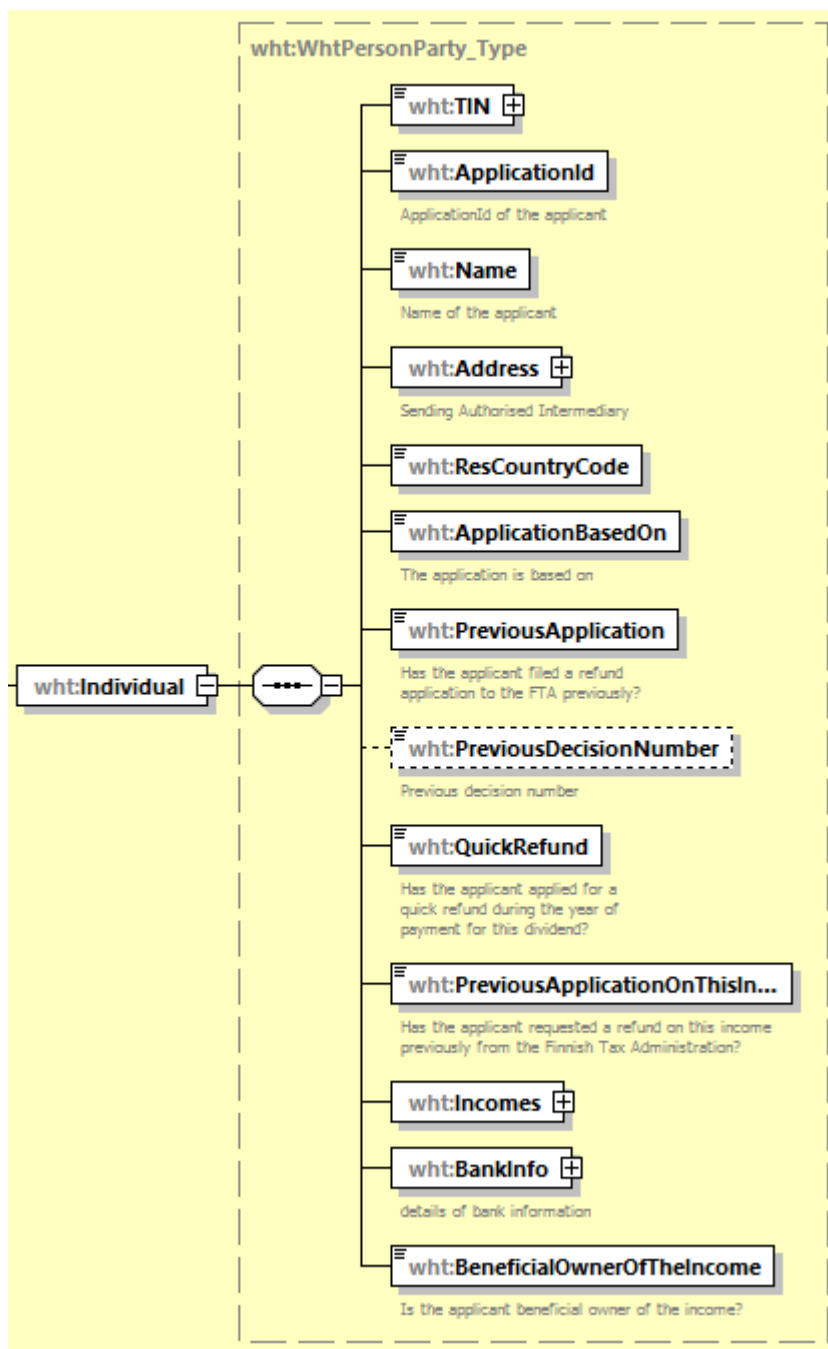 wht:WhtPersonParty_Type
wht:TIN
wht:ApplicationId
ApplicationId of the applicant
wht:Name
Name of the applicant
wht:Address
Sending Authorised Intermediary
wht:ResCountryCode
wht:ApplicationBasedOn
The application is based on
wht:PreviousApplication
Has the applicant filed a refund
application to the FTA previously?
wht:Individual
wht:PreviousDecisionNumber
Previous decision number
wht:QuickRefund
Has the applicant applied for a
quick refund during the year of
payment for this dividend?
wht:PreviousApplicationOnThisIn...
Has the applicant requested a refund on this income
previously from the Finnish Tax Administration?
wht:Incomes
wht:BankInfo
details of bank information
wht:BeneficialOwnerOfTheIncome
Is the applicant beneficial owner of the income?